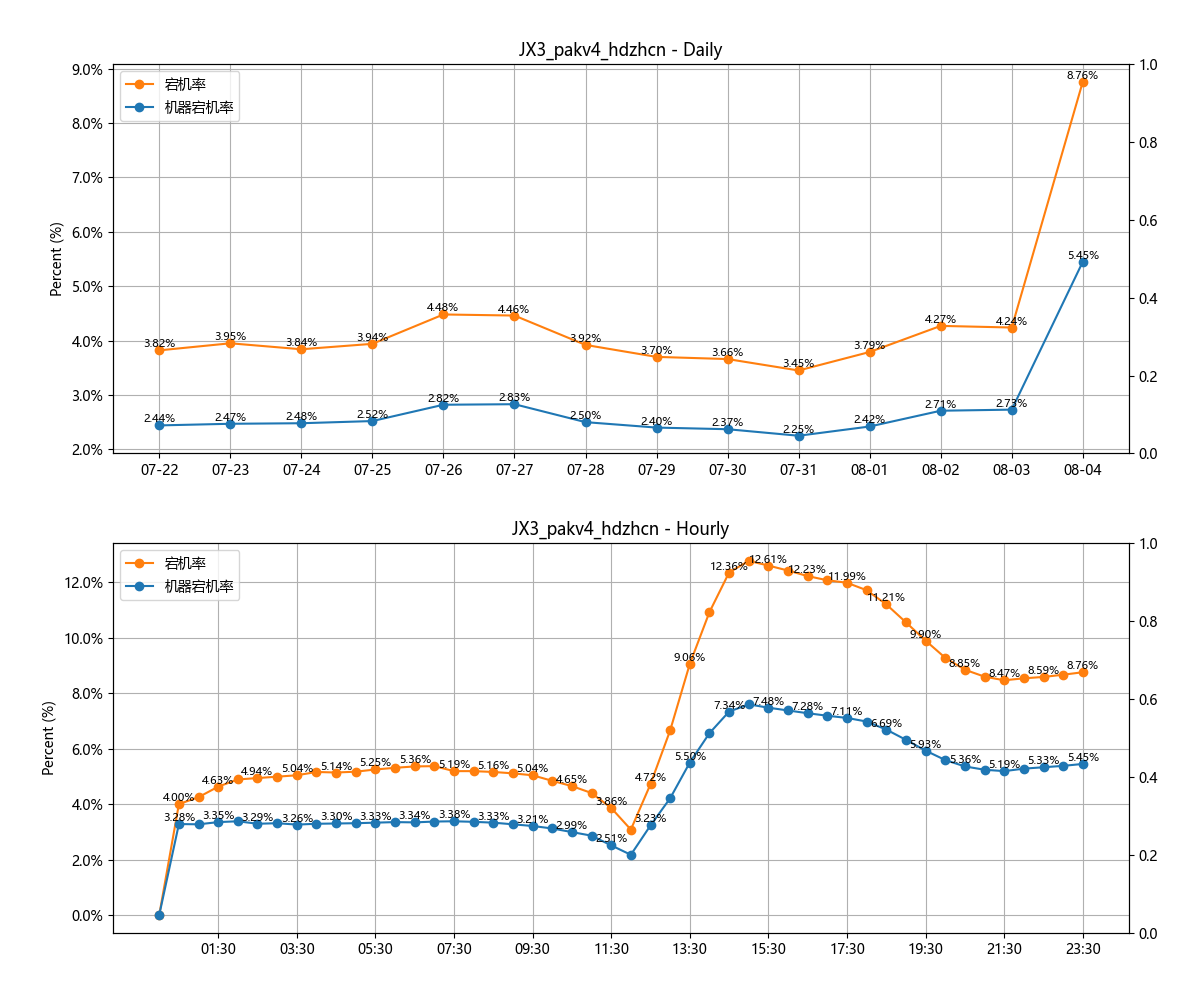 JX3_pakv4_hdzhcn - Daily
宕机率
机器宕机率
Percent (%)
9.0%
8.0%
7.0%
6.0%
5.0%
4.0%
3.0%
2.0%
1.0
0.8
0.6
0.4
0.2
0.0
3.82% 3.95% 3.84% 3.94% 4.48% 4.46% 3.92% 3.70% 3.66% 3.45% 3.79% 4.27% 4.24% 8.76%
2.44% 2.47% 2.48% 2.52% 2.82% 2.83% 2.50% 2.40% 2.37% 2.25% 2.42% 2.71% 2.73% 5.45%
07-22 07-23 07-24 07-25 07-26 07-27 07-28 07-29 07-30 07-31 08-01 08-02 08-03 08-04
JX3_pakv4_hdzhcn - Hourly
宕机率
机器宕机率
Percent (%)
12.0%
10.0%
8.0%
6.0%
4.0%
2.0%
0.0%
1.0
0.8
0.6
0.4
0.2
0.0
4.00% 4.63% 4.94% 5.04% 5.14% 5.25% 5.36% 5.19% 5.16% 5.04% 4.65% 3.86% 4.72% 9.06% 12.36% 12.61% 12.23% 11.99% 11.21% 9.90% 8.85% 8.47% 8.59% 8.76%
3.28% 3.35% 3.29% 3.26% 3.30% 3.33% 3.34% 3.38% 3.33% 3.21% 2.99% 2.51% 3.23% 5.50% 7.34% 7.48% 7.28% 7.11% 6.69% 5.93% 5.36% 5.19% 5.33% 5.45%
01:30 03:30 05:30 07:30 09:30 11:30 13:30 15:30 17:30 19:30 21:30 23:30